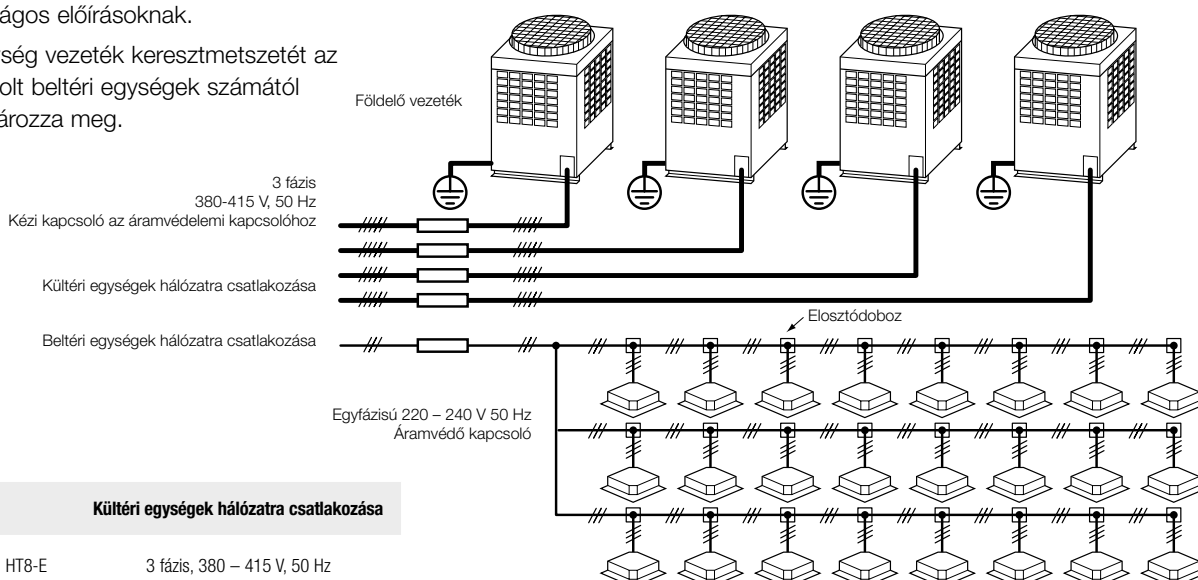 ágos előírásoknak.
ység vezeték keresztmetszetét az
olt beltéri egységek számától
ározza meg.
Földelő vezeték
3 fázis
380-415 V, 50 Hz
Kézi kapcsoló az áramvédelemi kapcsolóhoz
Kültéri egységek hálózatra csatlakozása
Elosztódoboz
Beltéri egységek hálózatra csatlakozása
Egyfázisú 220 – 240 V 50 Hz
Áramvédő kapcsoló
Kültéri egységek hálózatra csatlakozása
HT8-E 3 fázis, 380 – 415 V, 50 Hz